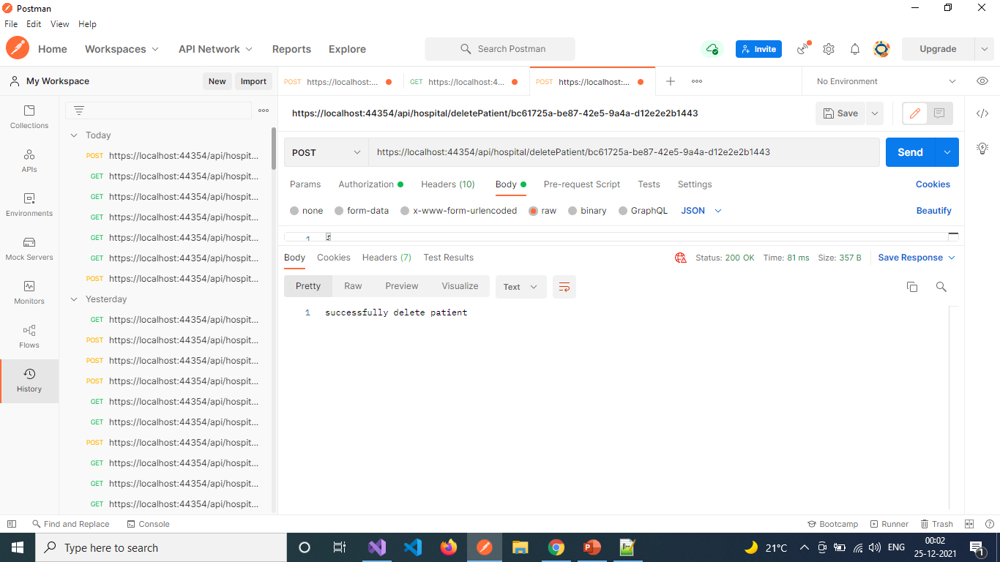 Postman
File Edit View Help
Home Workspaces API Network Reports Explore Search Postman Invite Upgrade
My Workspace New Import
POST https://localhost:... GET https://localhost:4... POST https://localhost:... No Environment
https://localhost:44354/api/hospital/deletePatient/bc61725a-be87-42e5-9a4a-d12e2e2b1443 Save
POST https://localhost:44354/api/hospital/deletePatient/bc61725a-be87-42e5-9a4a-d12e2e2b1443 Send
Params Authorization Headers (10) Body Pre-request Script Tests Settings Cookies
none form-data x-www-form-urlencoded raw binary GraphQL JSON Beautify
1
Body Cookies Headers (7) Test Results Status: 200 OK Time: 81 ms Size: 357 B Save Response
Pretty Raw Preview Visualize Text
1 successfully delete patient
Collections
APIs
Environments
Mock Servers
Monitors
Flows
History
Today
POST https://localhost:44354/api/hospit...
GET https://localhost:44354/api/hospit...
GET https://localhost:44354/api/hospit...
GET https://localhost:44354/api/hospit...
GET https://localhost:44354/api/hospit...
GET https://localhost:44354/api/hospit...
POST https://localhost:44354/api/hospit...
Yesterday
GET https://localhost:44354/api/hospit...
POST https://localhost:44354/api/hospit...
POST https://localhost:44354/api/hospit...
POST https://localhost:44354/api/hospit...
GET https://localhost:44354/api/hospit...
GET https://localhost:44354/api/hospit...
POST https://localhost:44354/api/hospit...
GET https://localhost:44354/api/hospit...
GET https://localhost:44354/api/hospit...
GET https://localhost:44354/api/hospit...
Find and Replace Console Bootcamp Runner Trash
Type here to search 21°C ENG 00:02
25-12-2021 1